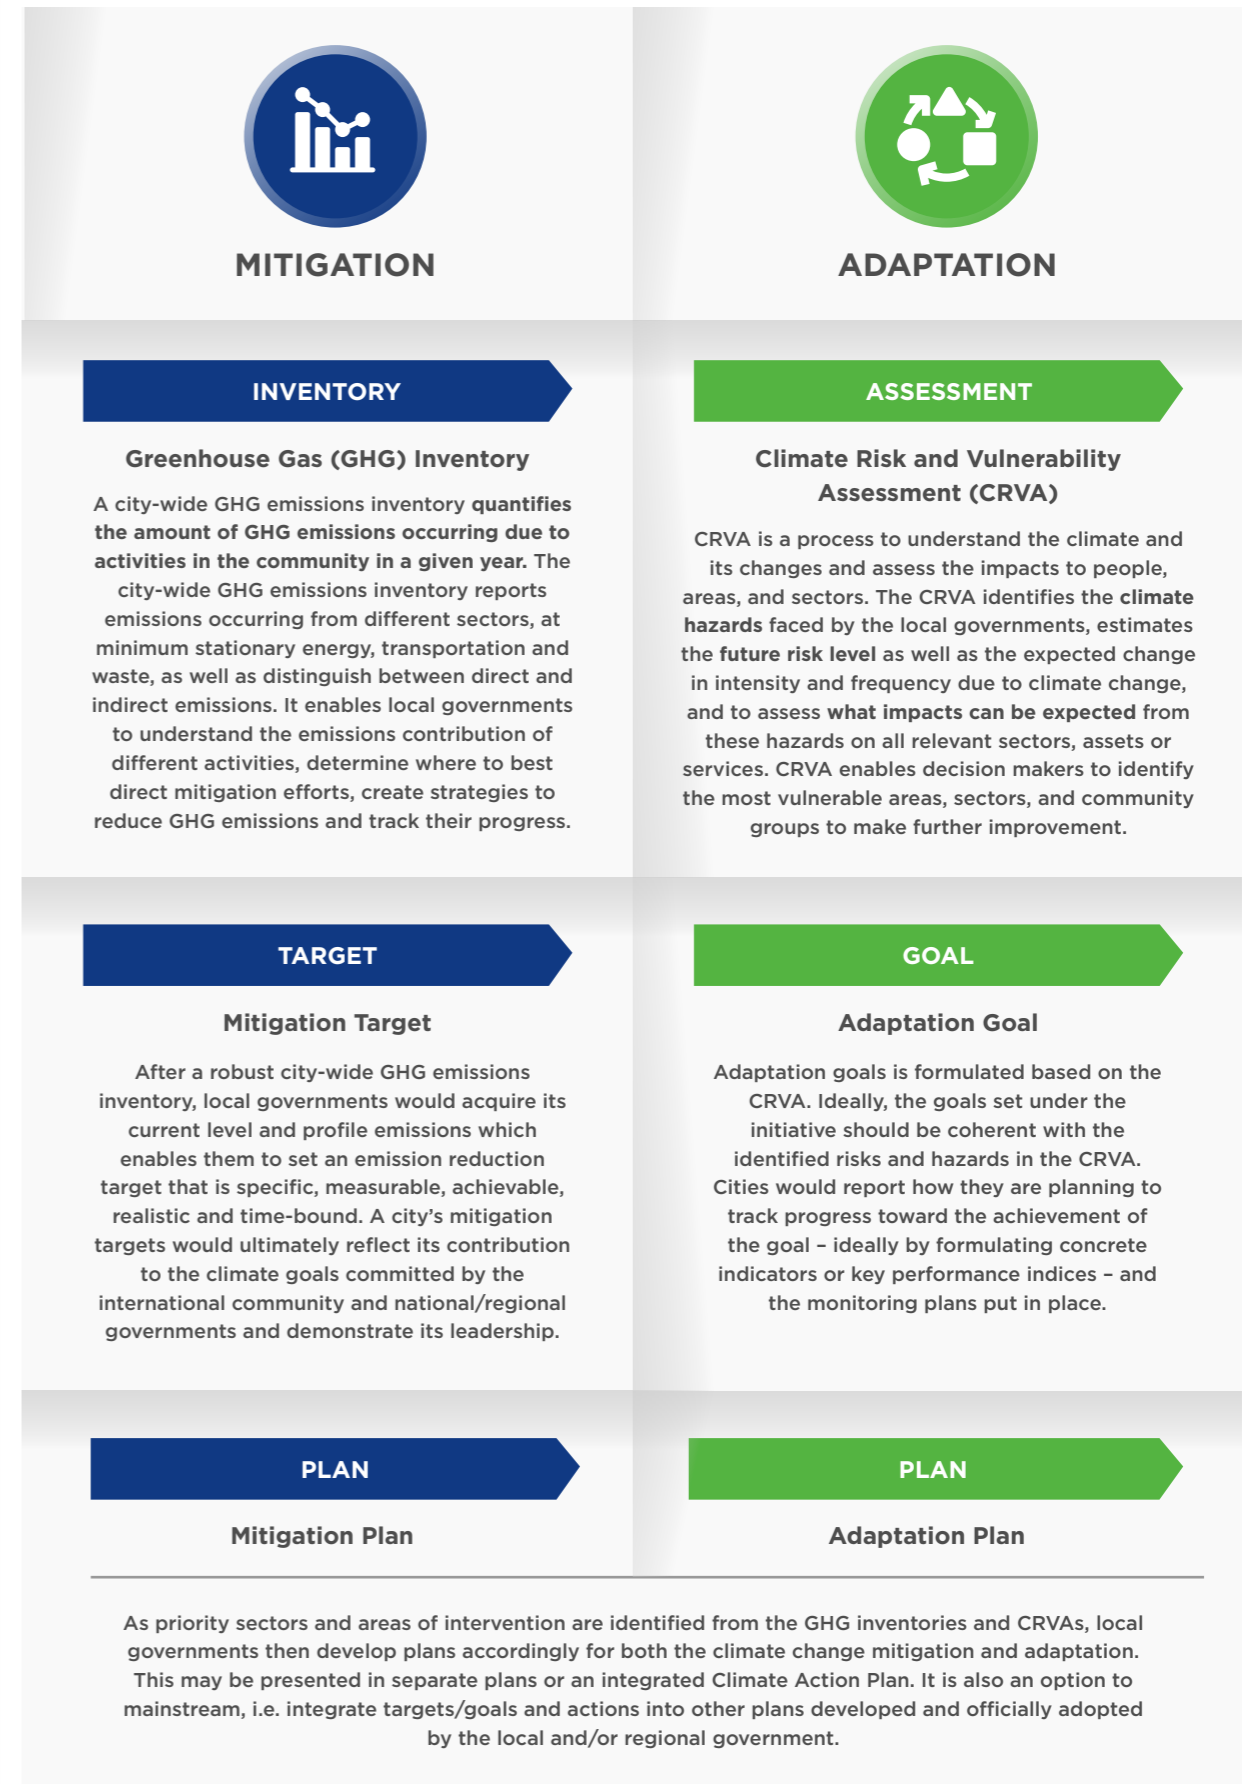 MITIGATION
ADAPTATION
INVENTORY
Greenhouse Gas (GHG) Inventory
A city-wide GHG emissions inventory quantifies
the amount of GHG emissions occurring due to
activities in the community in a given year. The
city-wide GHG emissions inventory reports
emissions occurring from different sectors, at
minimum stationary energy, transportation and
waste, as well as distinguish between direct and
indirect emissions. It enables local governments
to understand the emissions contribution of
different activities, determine where to best
direct mitigation efforts, create strategies to
reduce GHG emissions and track their progress.
ASSESSMENT
Climate Risk and Vulnerability
Assessment (CRVA)
CRVA is a process to understand the climate and
its changes and assess the impacts to people,
areas, and sectors. The CRVA identifies the climate
hazards faced by the local governments, estimates
the future risk level as well as the expected change
in intensity and frequency due to climate change,
and to assess what impacts can be expected from
these hazards on all relevant sectors, assets or
services. CRVA enables decision makers to identify
the most vulnerable areas, sectors, and community
groups to make further improvement.
TARGET
Mitigation Target
After a robust city-wide GHG emissions
inventory, local governments would acquire its
current level and profile emissions which
enables them to set an emission reduction
target that is specific, measurable, achievable,
realistic and time-bound. A city’s mitigation
targets would ultimately reflect its contribution
to the climate goals committed by the
international community and national/regional
governments and demonstrate its leadership.
GOAL
Adaptation Goal
Adaptation goals is formulated based on the
CRVA. Ideally, the goals set under the
initiative should be coherent with the
identified risks and hazards in the CRVA.
Cities would report how they are planning to
track progress toward the achievement of
the goal – ideally by formulating concrete
indicators or key performance indices – and
the monitoring plans put in place.
PLAN
Mitigation Plan
PLAN
Adaptation Plan
As priority sectors and areas of intervention are identified from the GHG inventories and CRVAs, local
governments then develop plans accordingly for both the climate change mitigation and adaptation.
This may be presented in separate plans or an integrated Climate Action Plan. It is also an option to
mainstream, i.e. integrate targets/goals and actions into other plans developed and officially adopted
by the local and/or regional government.